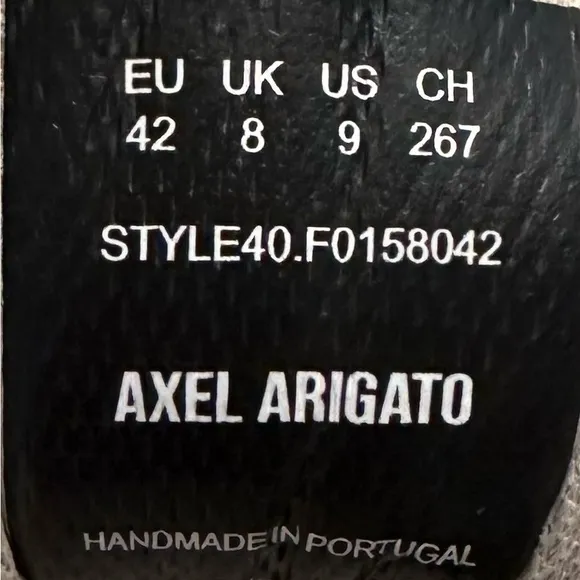 EU UK US CH
42 8 9 267
STYLE40.F0158042
AXEL ARIGATO
HANDMADE IN PORTUGAL